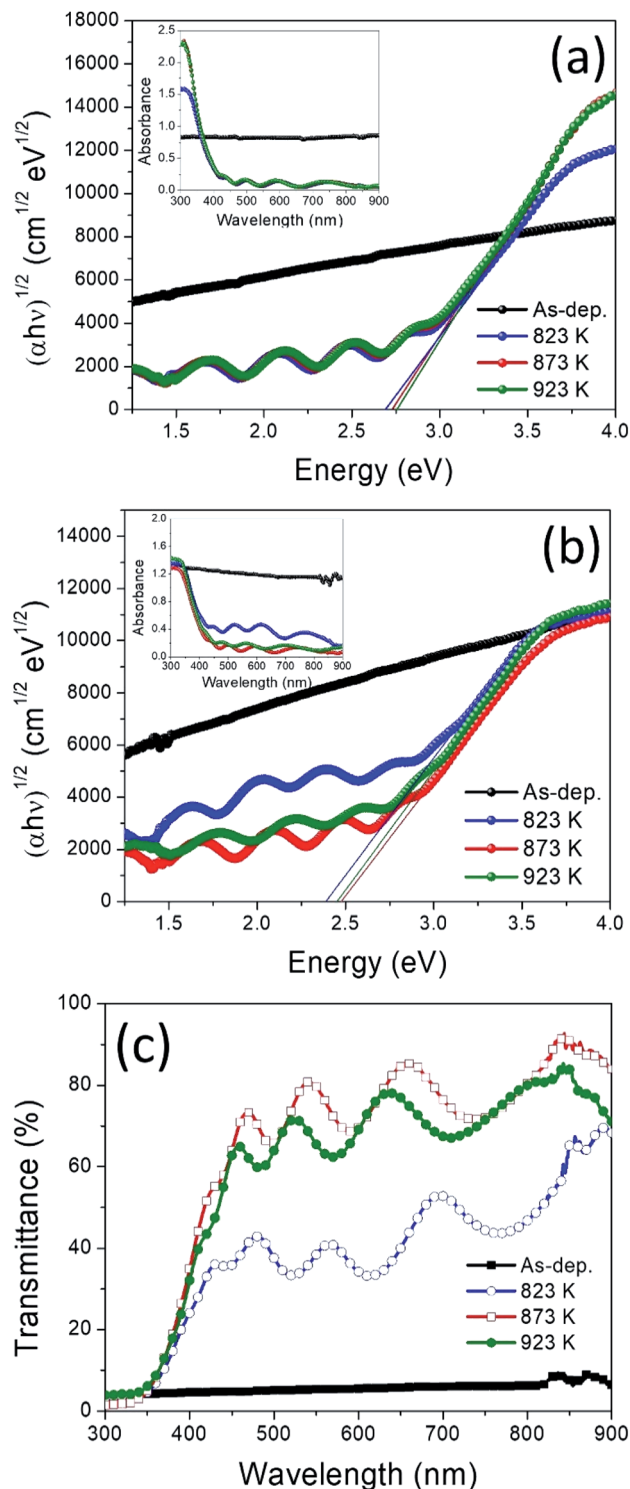 (a)
(αhν)^1/2 (cm^1/2 eV^1/2)
14000
12000
10000
8000
6000
4000
2000
0
Absorbance
2.5
2.0
1.5
1.0
0.5
0.0
300 400 500 600 700 800 900
Wavelength (nm)
As-dep.
823 K
873 K
923 K
1.5 2.0 2.5 3.0 3.5 4.0
Energy (eV)
(b)
(αhν)^1/2 (cm^1/2 eV^1/2)
14000
12000
10000
8000
6000
4000
2000
0
Absorbance
2.0
1.6
1.2
0.8
0.4
0.0
300 400 500 600 700 800 900
Wavelength (nm)
As-dep.
823 K
873 K
923 K
1.5 2.0 2.5 3.0 3.5 4.0
Energy (eV)
(c)
Transmittance (%)
100
80
60
40
20
0
As-dep.
823 K
873 K
923 K
300 400 500 600 700 800 900
Wavelength (nm)